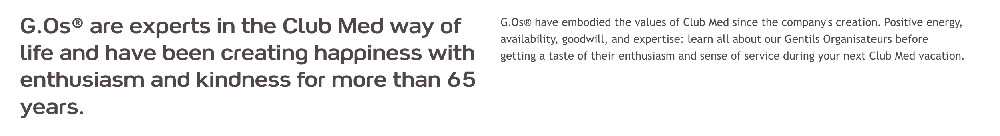 G.Os® are experts in the Club Med way of
life and have been creating happiness with
enthusiasm and kindness for more than 65
years.
G.Os® have embodied the values of Club Med since the company's creation. Positive energy,
availability, goodwill, and expertise: learn all about our Gentils Organisateurs before
getting a taste of their enthusiasm and sense of service during your next Club Med vacation.